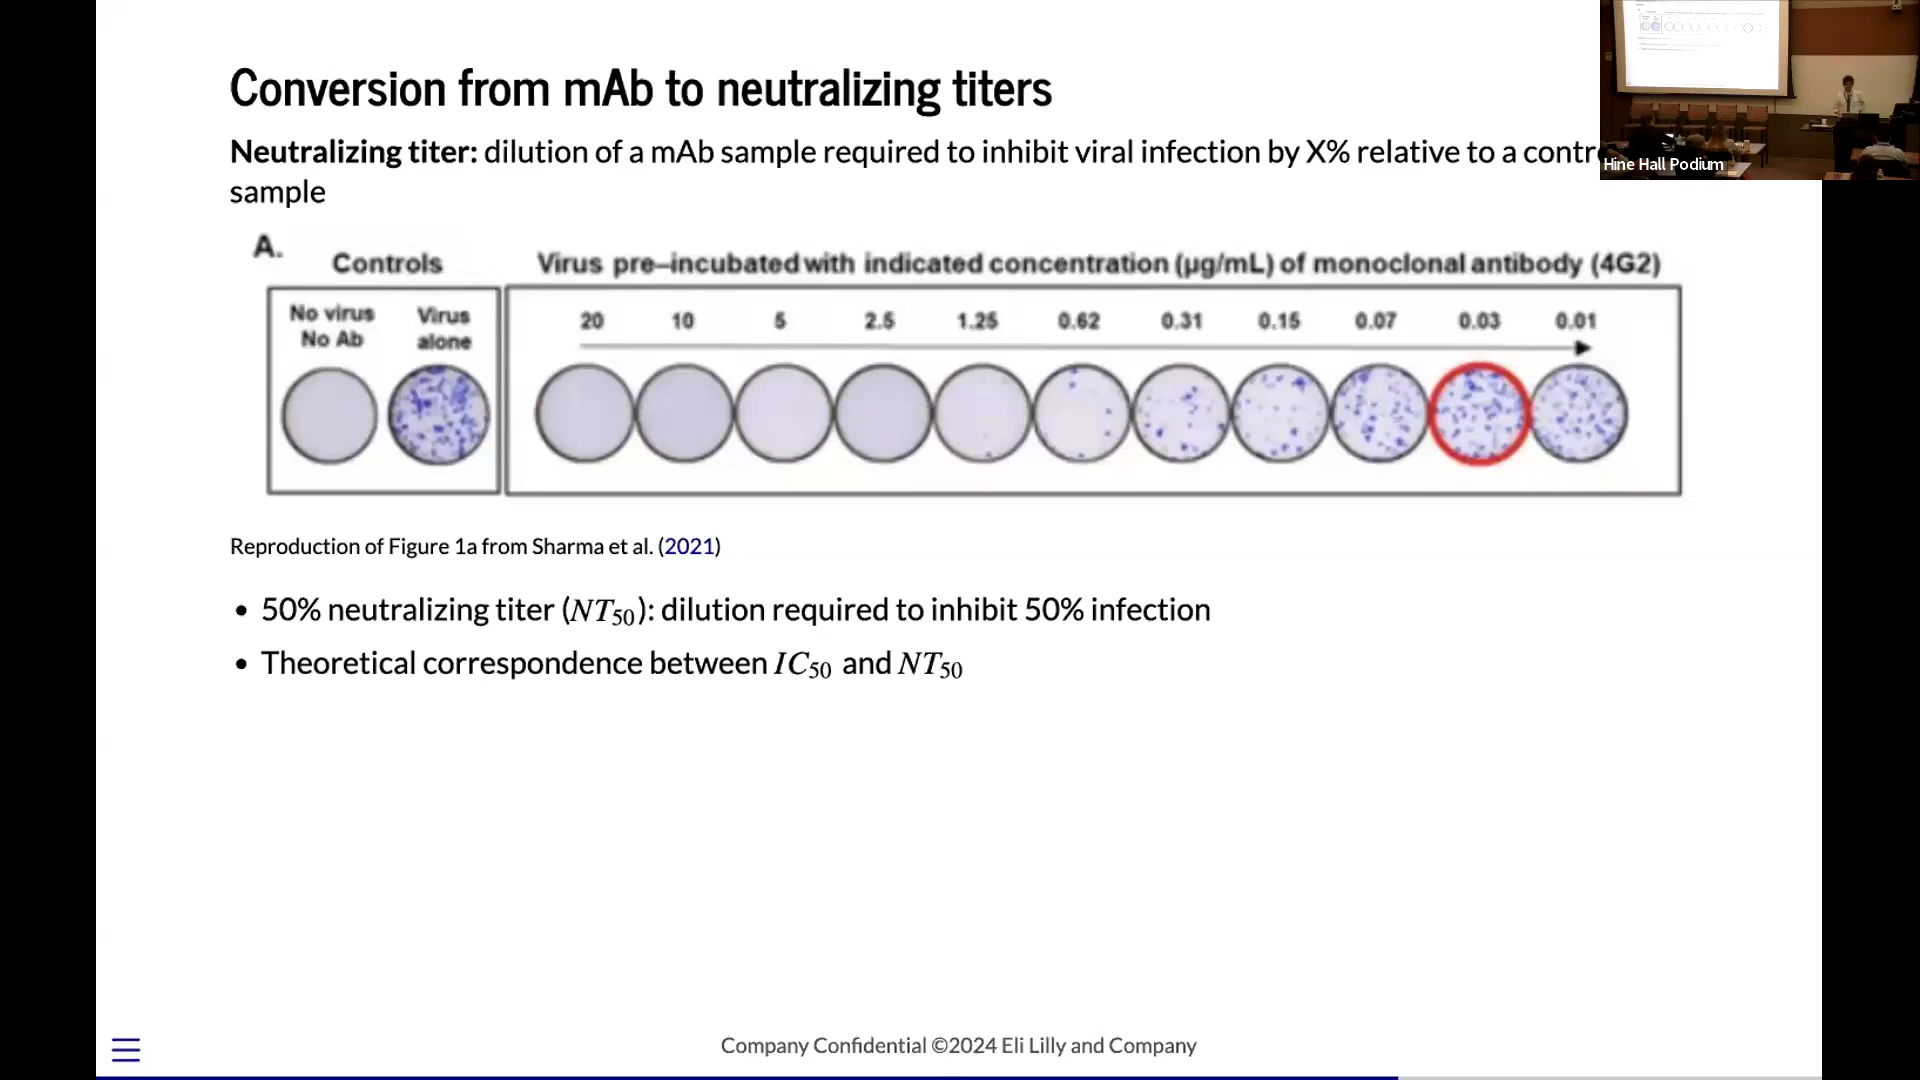 Conversion from mAb to neutralizing titers
Neutralizing titer: dilution of a mAb sample required to inhibit viral infection by X% relative to a contr
sample
Hine Hall Podium
A.
Controls
Virus pre–incubated with indicated concentration (µg/mL) of monoclonal antibody (4G2)
No virus
No Ab
Virus
alone
20 10 5 2.5 1.25 0.62 0.31 0.15 0.07 0.03 0.01
Reproduction of Figure 1a from Sharma et al. (2021)
• 50% neutralizing titer (NT50): dilution required to inhibit 50% infection
• Theoretical correspondence between IC50 and NT50
Company Confidential ©2024 Eli Lilly and Company